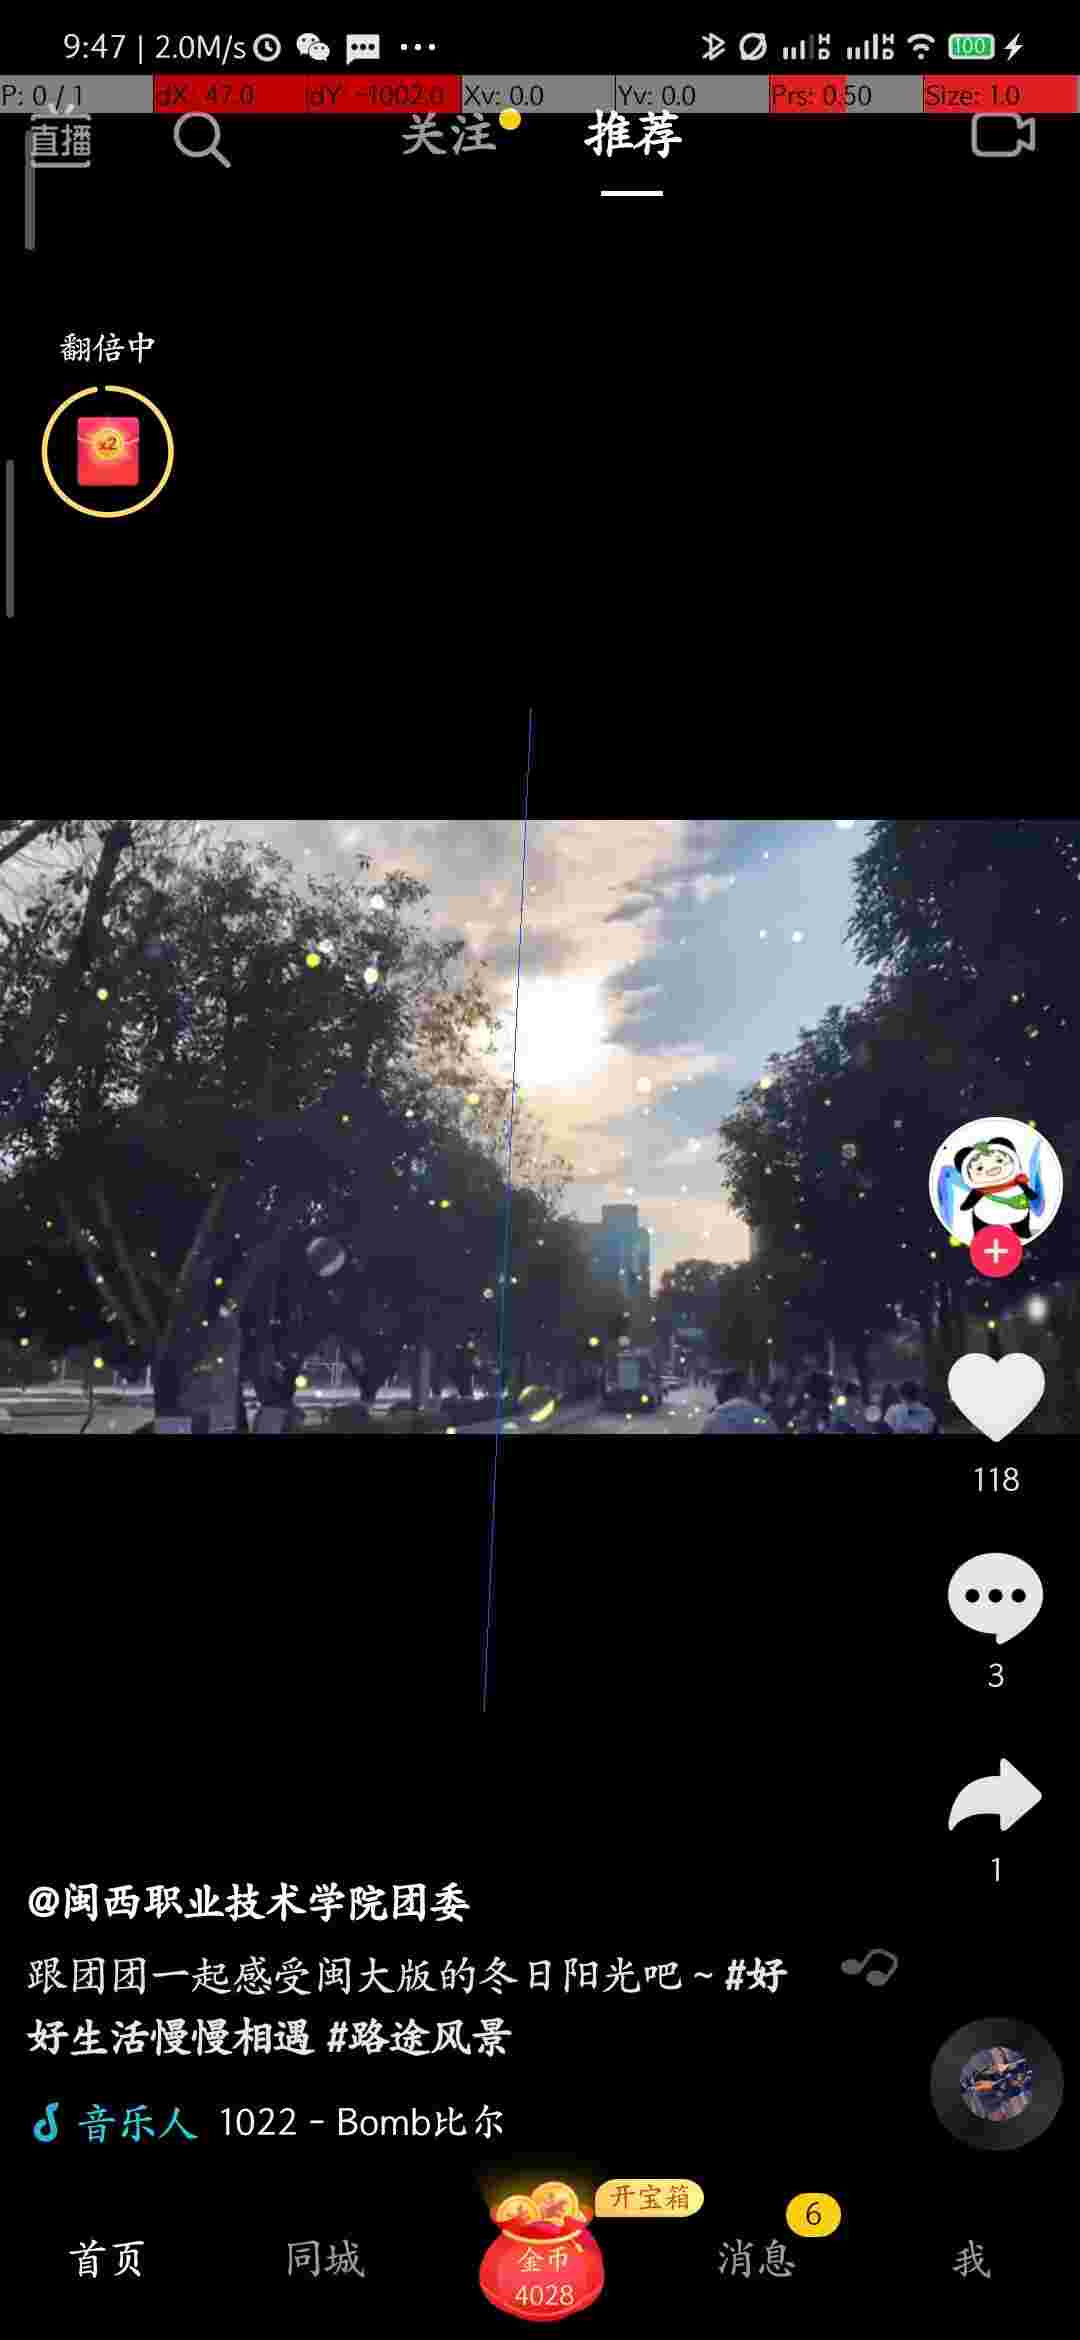 9:47 | 2.0M/s
100
P: 0 / 1 dX: 47.0 dY: -1002.0 Xv: 0.0 Yv: 0.0 Prs: 0.50 Size: 1.0
直播 关注 推荐
翻倍中
x2
118
3
1
@闽西职业技术学院团委
跟团团一起感受闽大版的冬日阳光吧 ~ #好
好生活慢慢相遇 #路途风景
音乐人 1022 - Bomb比尔
开宝箱
6
首页 同城 金币 消息 我
4028